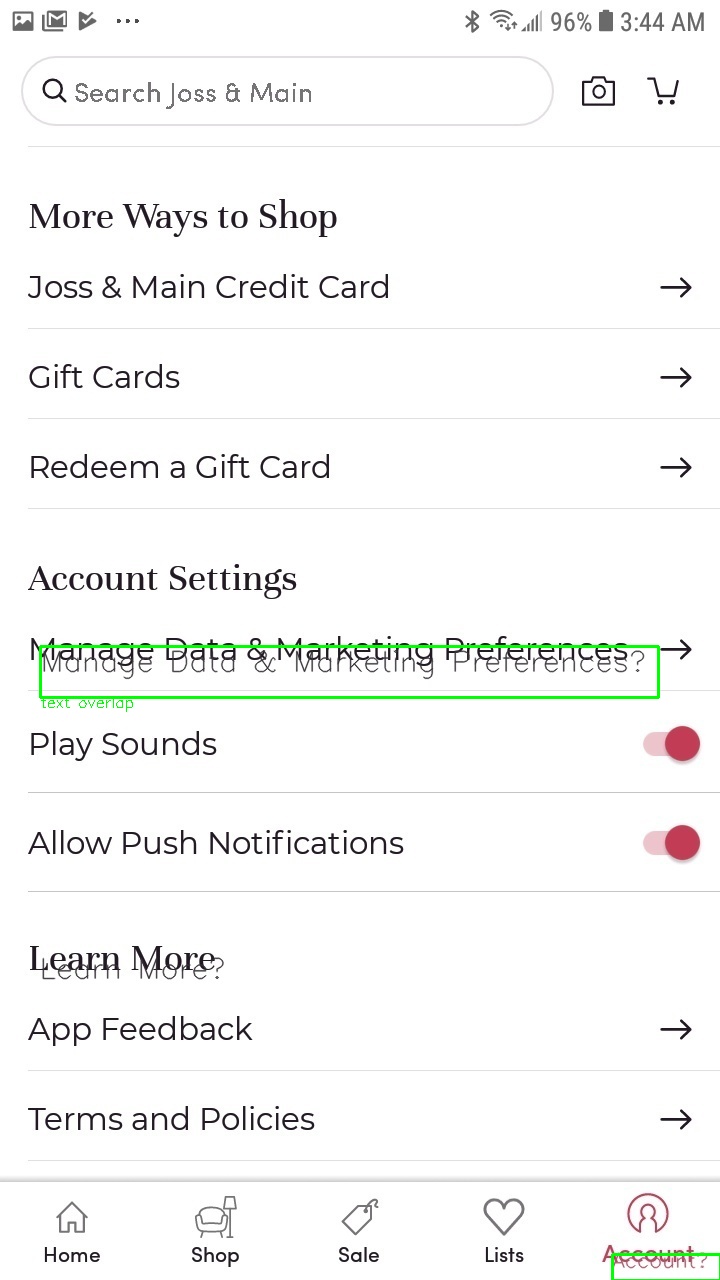 96% 3:44 AM
Search Joss & Main
More Ways to Shop
Joss & Main Credit Card
Gift Cards
Redeem a Gift Card
Account Settings
Manage Data & Marketing Preferences
Manage Data & Marketing Preferences?
text overlap
Play Sounds
Allow Push Notifications
Learn More
Learn More?
App Feedback
Terms and Policies
Home Shop Sale Lists Account
Account?